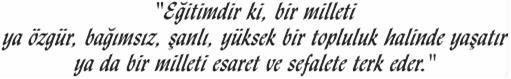 "Eğitimdir ki, bir milleti
ya özgür, bağımsız, şanlı, yüksek bir topluluk halinde yaşatır
ya da bir milleti esaret ve sefalete terk eder."